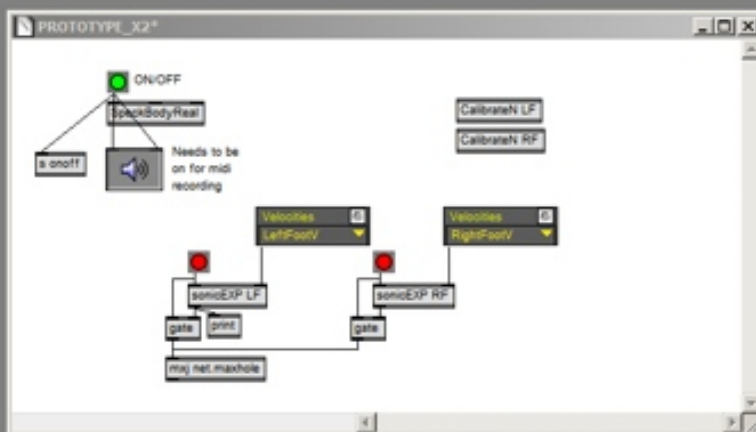 PROTOTYPE_X2*
ON/OFF
SpeckBodyReal
s onoff
Needs to be
on for midi
recording
CalibrateN LF
CalibrateN RF
Velocities
LeftFootV
Velocities
RightFootV
sonicEXP LF
sonicEXP RF
gate
print
gate
mxj net.maxhole